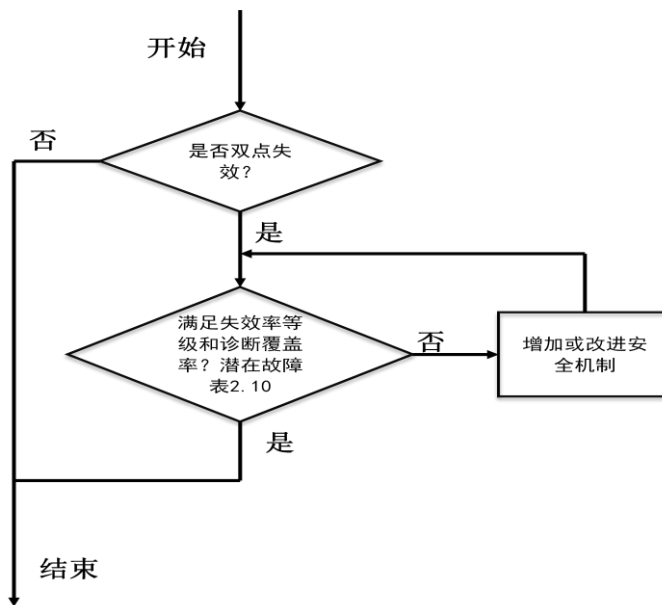 开始
否
是否双点失
效?
是
满足失效率等
级和诊断覆盖
率? 潜在故障
表2.10
否
增加或改进安
全机制
是
结束